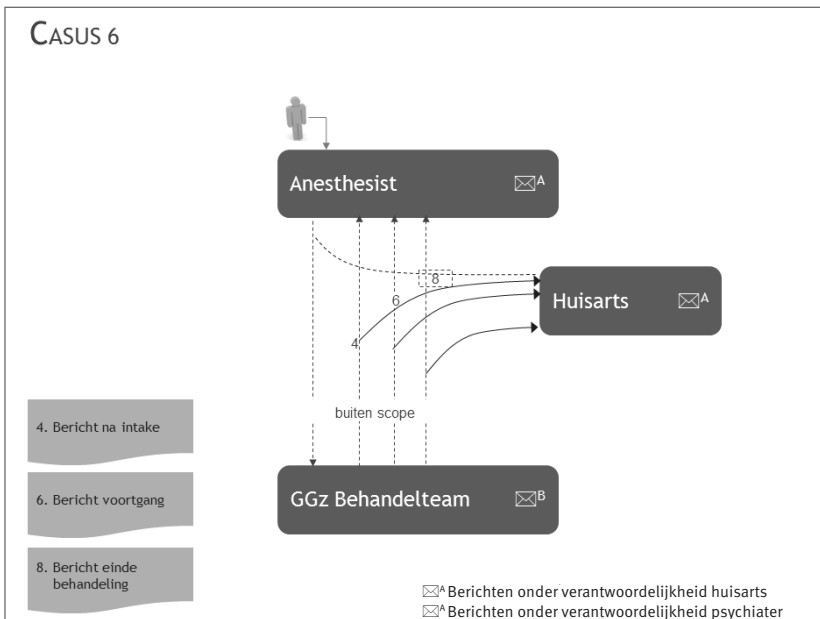 CASUS 6
Anesthesist ✉A
8
6
Huisarts ✉A
4
buiten scope
4. Bericht na intake
6. Bericht voortgang
GGz Behandelteam ✉B
8. Bericht einde
behandeling
✉A Berichten onder verantwoordelijkheid huisarts
✉A Berichten onder verantwoordelijkheid psychiater